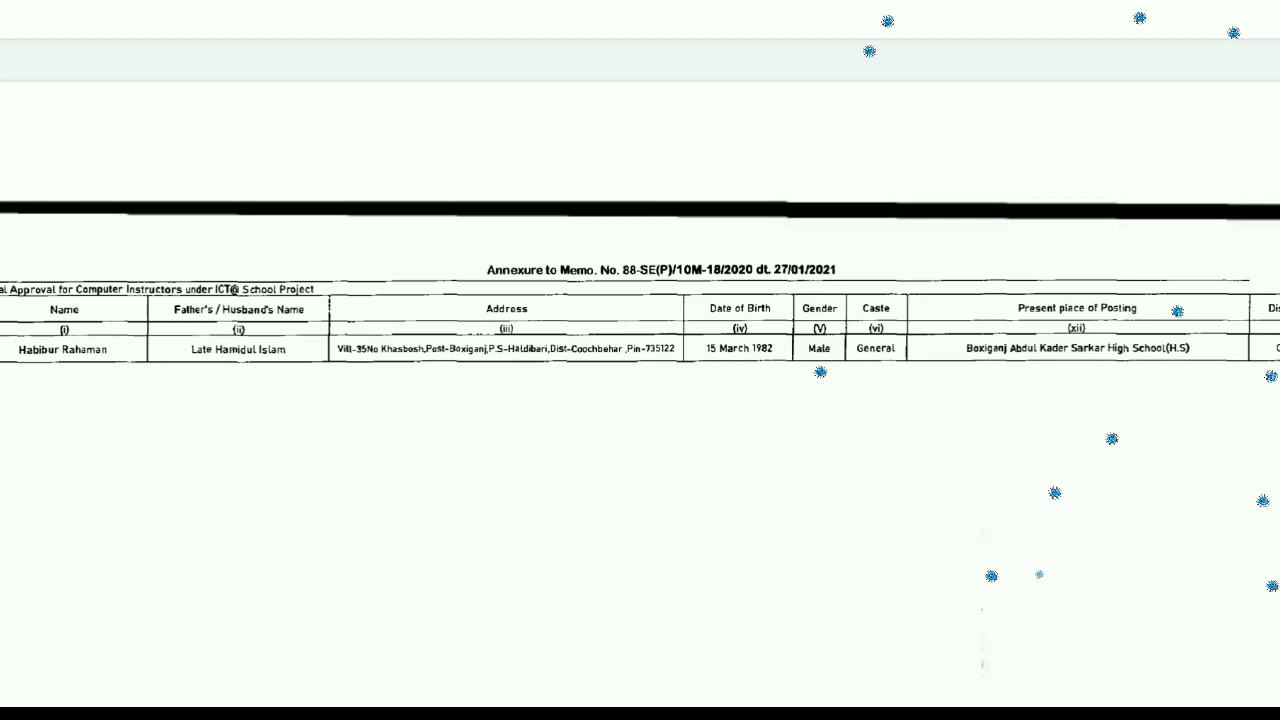 Annexure to Memo. No. 88-SE(P)/10M-18/2020 dt. 27/01/2021
al Approval for Computer Instructors under ICT@ School Project
Name Father's / Husband's Name Address Date of Birth Gender Caste Present place of Posting Dis
(i) (ii) (iii) (iv) (V) (vi) (xii)
Habibur Rahaman Late Hamidul Islam Vill-35No Khasbosh,Post-Boxiganj,P.S-Haldibari,Dist-Coochbehar ,Pin-735122 15 March 1982 Male General Boxiganj Abdul Kader Sarkar High School(H.S)